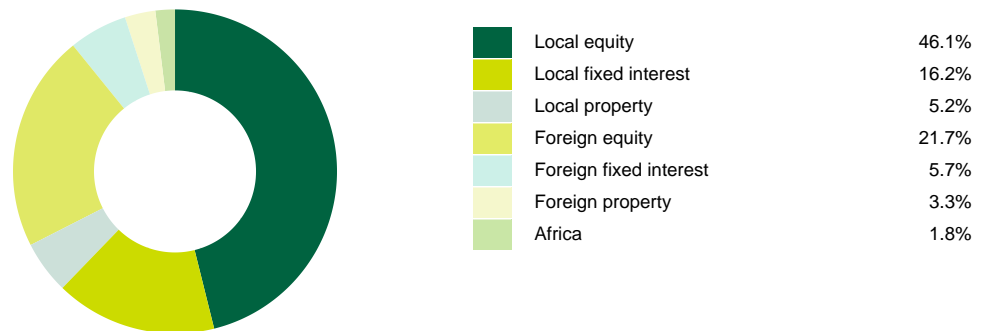 Local equity 46.1%
Local fixed interest 16.2%
Local property 5.2%
Foreign equity 21.7%
Foreign fixed interest 5.7%
Foreign property 3.3%
Africa 1.8%